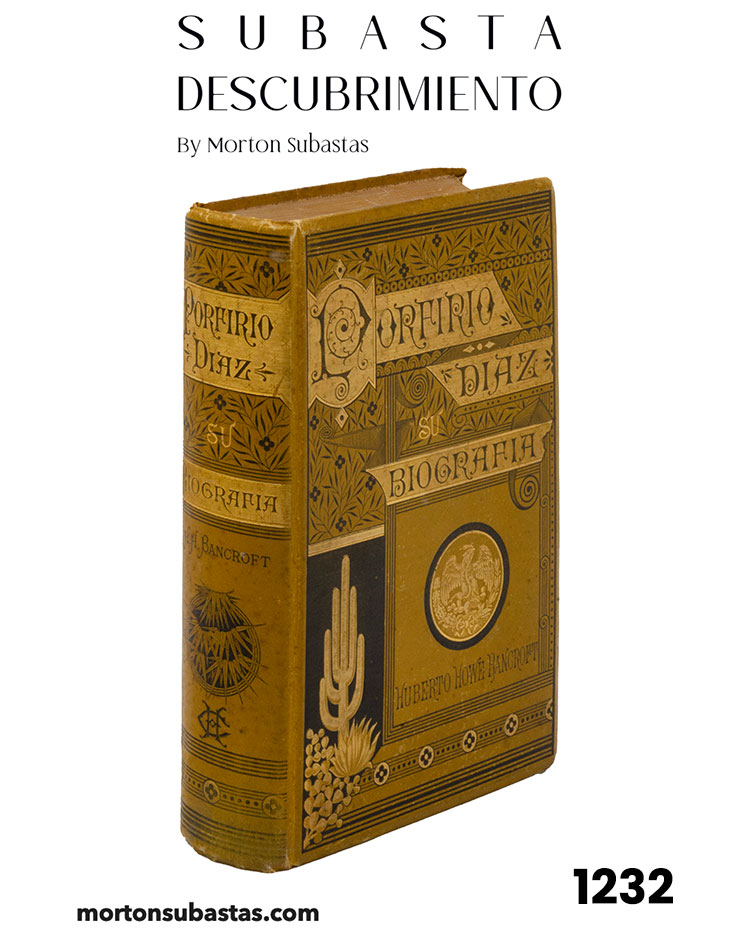 SUBASTA
DESCUBRIMIENTO
By Morton Subastas
PORFIRIO
DIAZ
SU
BIOGRAFIA
H.H. BANCROFT
PORFIRIO
DIAZ
SU
BIOGRAFIA
HUBERTO HOWE BANCROFT
1232
mortonsubastas.com